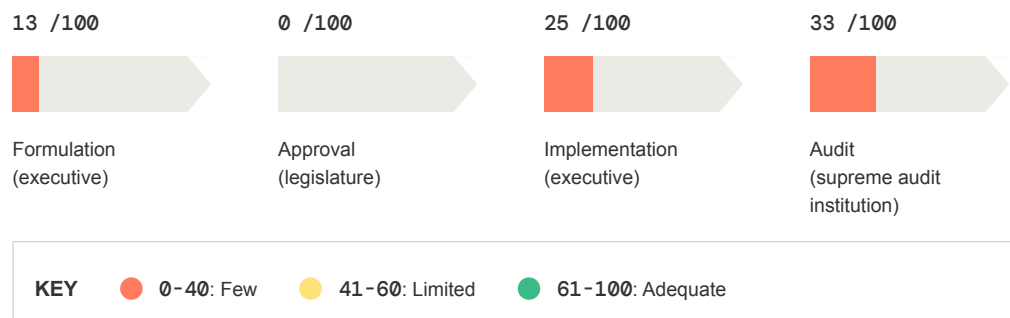 13 /100
0 /100
25 /100
33 /100
Formulation
(executive)
Approval
(legislature)
Implementation
(executive)
Audit
(supreme audit
institution)
KEY
0-40: Few
41-60: Limited
61-100: Adequate